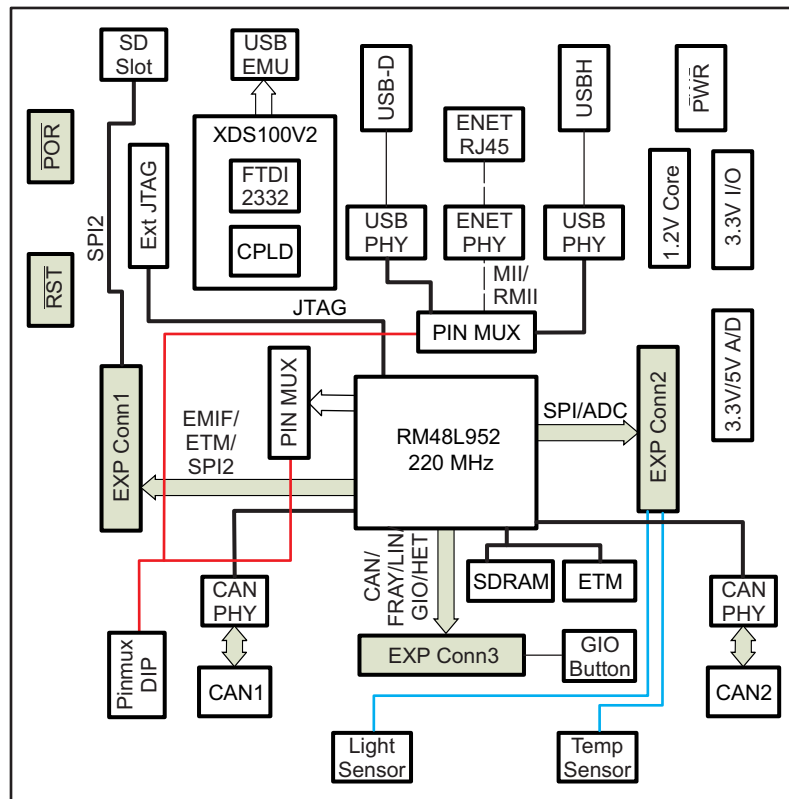 SD
Slot
USB
EMU
USB-D
USBH
PWR
POR
XDS100V2
ENET
RJ45
FTDI
2332
CPLD
Ext JTAG
SPI2
1.2V Core
3.3V I/O
USB
PHY
ENET
PHY
USB
PHY
RST
MII/
RMII
JTAG
PIN MUX
3.3V/5V A/D
EXP Conn1
PIN MUX
EMIF/
ETM/
SPI2
RM48L952
220 MHz
SPI/ADC
EXP Conn2
CAN/
FRAY/LIN/
GIO/HET
SDRAM
ETM
CAN
PHY
CAN
PHY
Pinmux
DIP
CAN1
EXP Conn3
GIO
Button
CAN2
Light
Sensor
Temp
Sensor